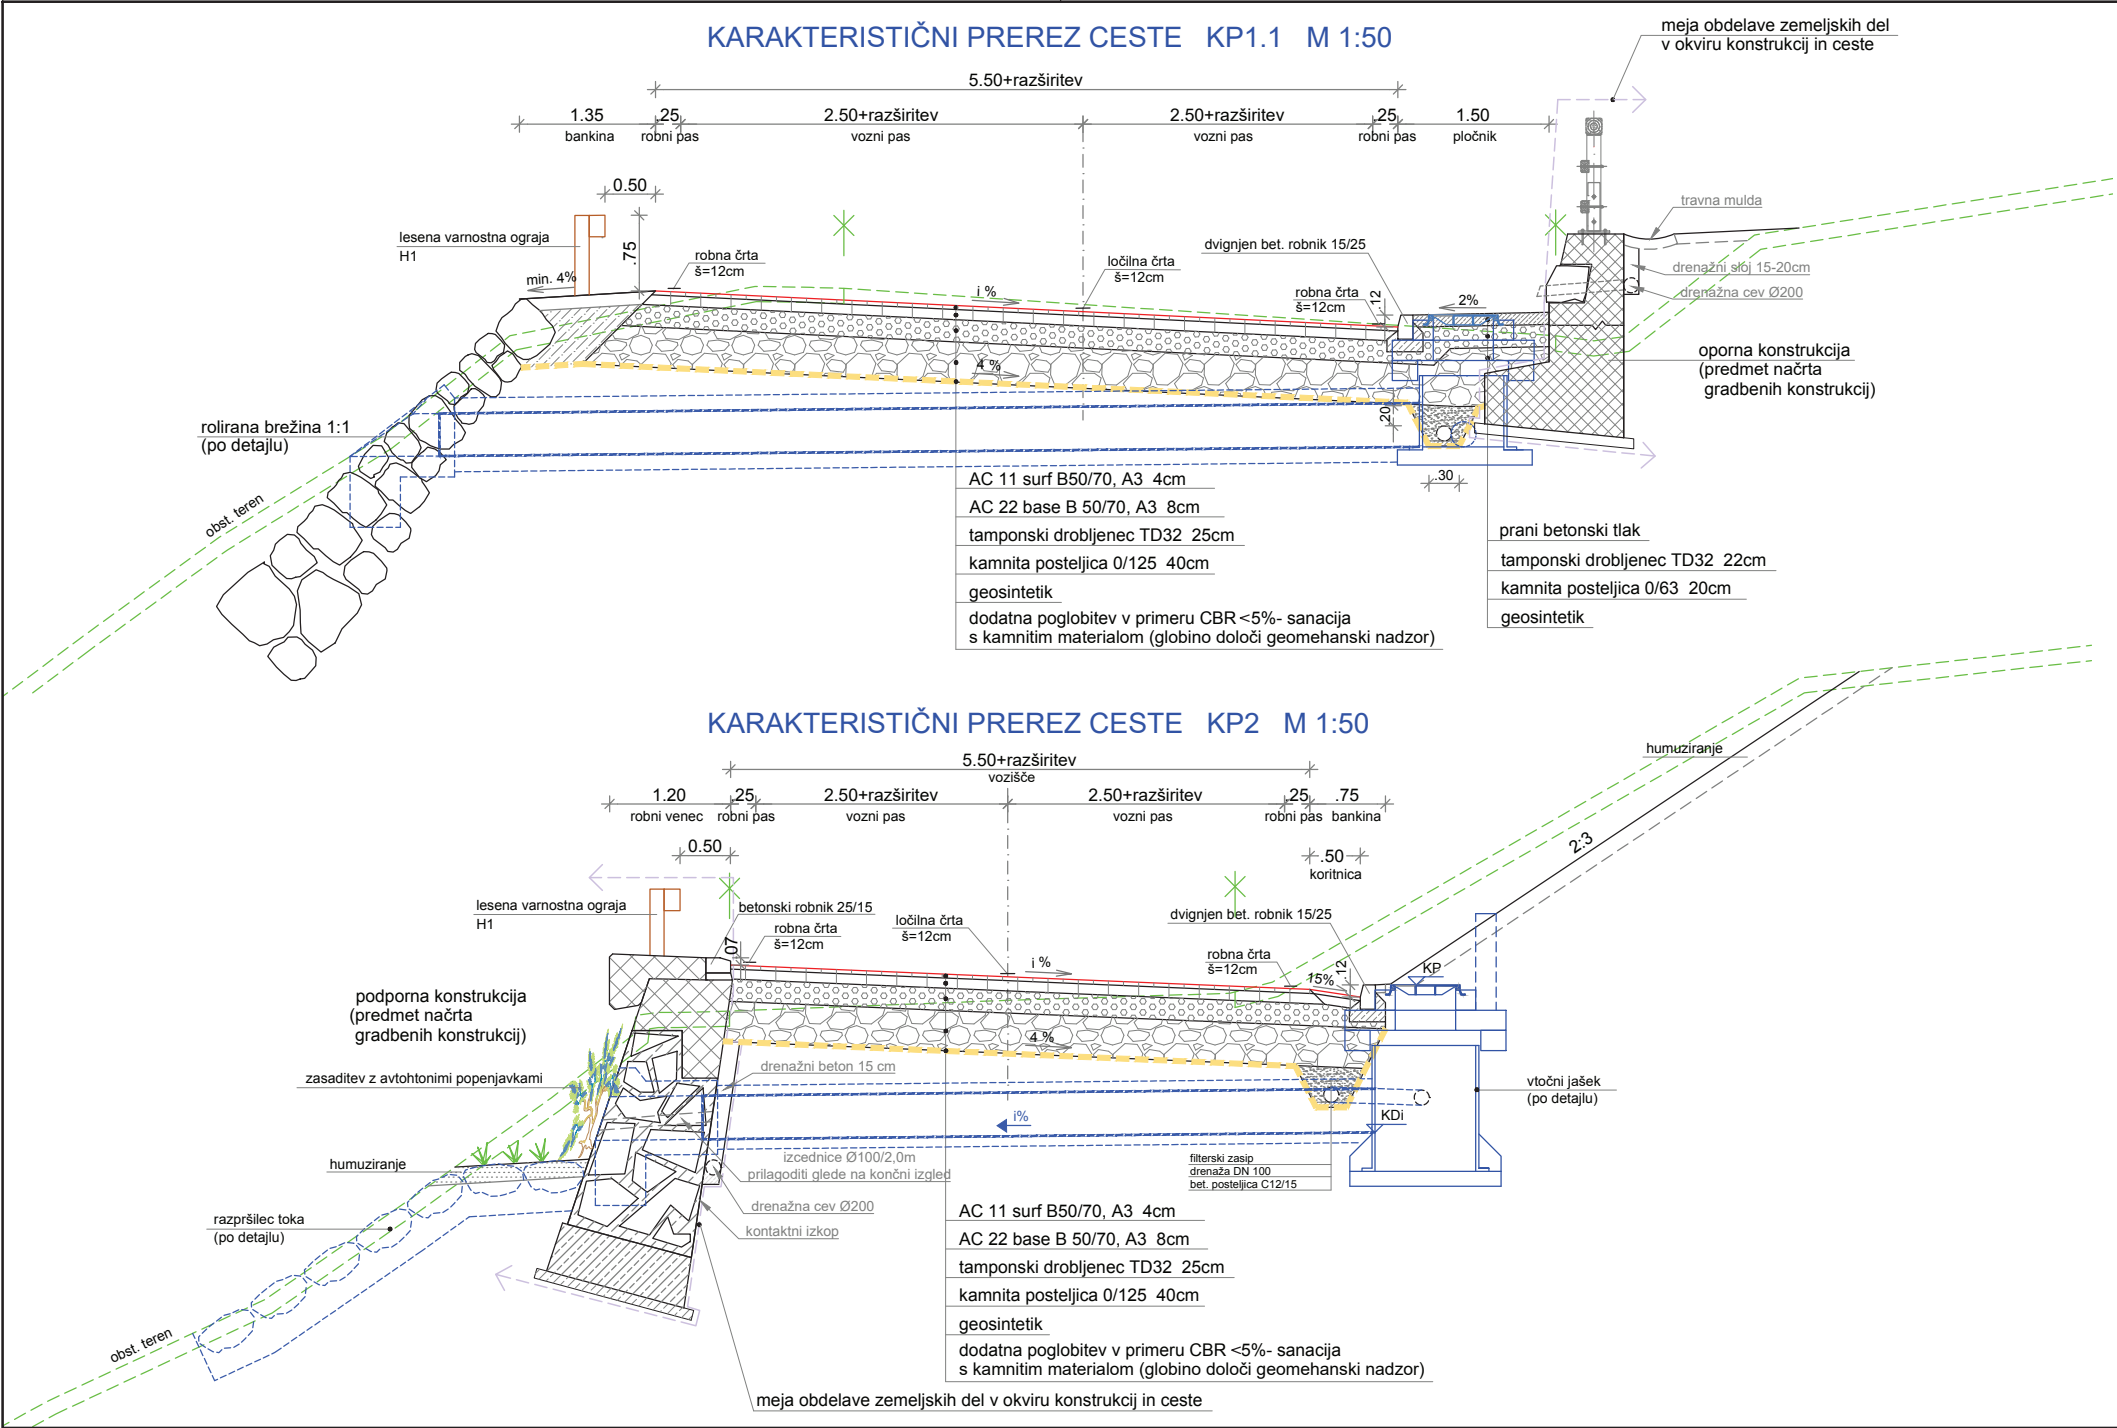 KARAKTERISTIČNI PREREZ CESTE KP1.1 M 1:50
meja obdelave zemeljskih del
v okviru konstrukcij in ceste
5.50+razširitev
1.35
.25
2.50+razširitev
2.50+razširitev
.25
1.50
bankina
robni pas
vozni pas
vozni pas
robni pas
pločnik
0.50
travna mulda
lesena varnostna ograja
H1
.75
robna črta
š=12cm
ločilna črta
š=12cm
dvignjen bet. robnik 15/25
drenažni sloj 15-20cm
drenažna cev Ø200
min. 4%
i %
robna črta
š=12cm
.12
2%
4 %
oporna konstrukcija
(predmet načrta
gradbenih konstrukcij)
.20
rolirana brežina 1:1
(po detajlu)
.30
obst. teren
AC 11 surf B50/70, A3 4cm
AC 22 base B 50/70, A3 8cm
tamponski drobljenec TD32 25cm
kamnita posteljica 0/125 40cm
geosintetik
dodatna poglobitev v primeru CBR <5%- sanacija
s kamnitim materialom (globino določi geomehanski nadzor)
prani betonski tlak
tamponski drobljenec TD32 22cm
kamnita posteljica 0/63 20cm
geosintetik
KARAKTERISTIČNI PREREZ CESTE KP2 M 1:50
5.50+razširitev
vozišče
humuziranje
1.20
.25
2.50+razširitev
2.50+razširitev
.25
.75
robni venec
robni pas
vozni pas
vozni pas
robni pas
bankina
0.50
.50
koritnica
2:3
lesena varnostna ograja
H1
betonski robnik 25/15
robna črta
š=12cm
ločilna črta
š=12cm
dvignjen bet. robnik 15/25
.07
robna črta
š=12cm
i %
15%
.12
KP
podporna konstrukcija
(predmet načrta
gradbenih konstrukcij)
4 %
zasaditev z avtohtonimi popenjavkami
drenažni beton 15 cm
vtočni jašek
(po detajlu)
i%
KDi
humuziranje
izcednice Ø100/2,0m
prilagoditi glede na končni izgled
filterski zasip
drenaža DN 100
bet. posteljica C12/15
drenažna cev Ø200
kontaktni izkop
razpršilec toka
(po detajlu)
AC 11 surf B50/70, A3 4cm
AC 22 base B 50/70, A3 8cm
tamponski drobljenec TD32 25cm
kamnita posteljica 0/125 40cm
geosintetik
dodatna poglobitev v primeru CBR <5%- sanacija
s kamnitim materialom (globino določi geomehanski nadzor)
obst. teren
meja obdelave zemeljskih del v okviru konstrukcij in ceste